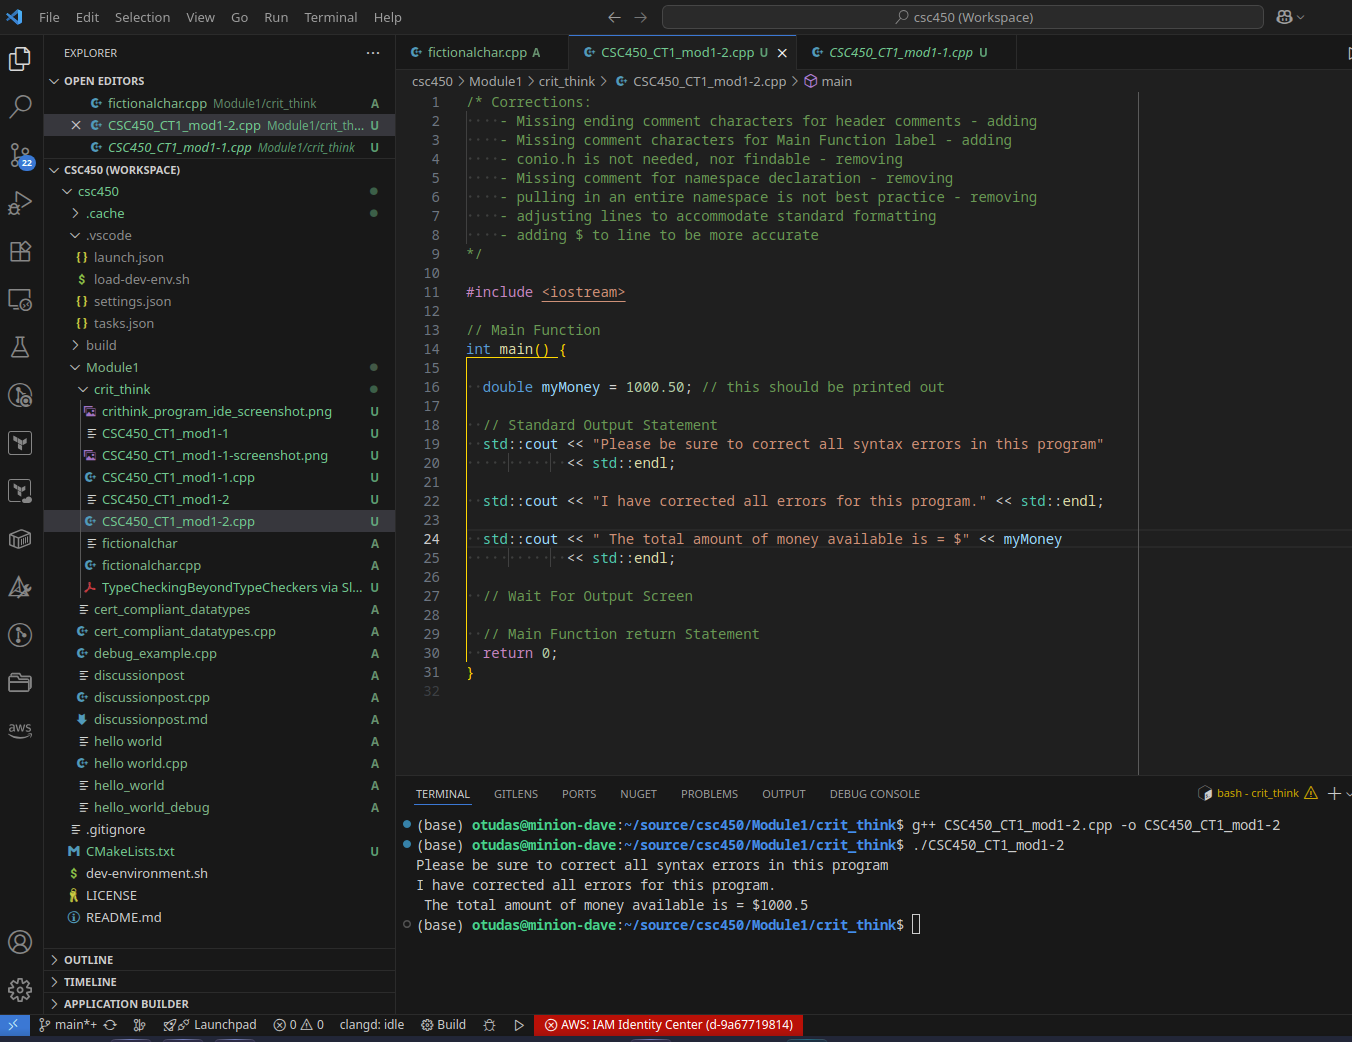 File Edit Selection View Go Run Terminal Help
csc450 (Workspace)
EXPLORER
OPEN EDITORS
fictionalchar.cpp Module1/crit_think A
CSC450_CT1_mod1-2.cpp Module1/crit_th... U
CSC450_CT1_mod1-1.cpp Module1/crit_think U
CSC450 (WORKSPACE)
csc450
.cache
.vscode
launch.json
load-dev-env.sh
settings.json
tasks.json
build
Module1
crit_think
crithink_program_ide_screenshot.png U
CSC450_CT1_mod1-1 U
CSC450_CT1_mod1-1-screenshot.png U
CSC450_CT1_mod1-1.cpp U
CSC450_CT1_mod1-2 U
CSC450_CT1_mod1-2.cpp U
fictionalchar A
fictionalchar.cpp A
TypeCheckingBeyondTypeCheckers via Sl... U
cert_compliant_datatypes A
cert_compliant_datatypes.cpp A
debug_example.cpp A
discussionpost A
discussionpost.cpp A
discussionpost.md A
hello world A
hello world.cpp A
hello_world A
hello_world_debug A
.gitignore
CMakeLists.txt U
dev-environment.sh
LICENSE
README.md
OUTLINE
TIMELINE
APPLICATION BUILDER
22
aws
fictionalchar.cpp A CSC450_CT1_mod1-2.cpp U CSC450_CT1_mod1-1.cpp U
csc450 > Module1 > crit_think > CSC450_CT1_mod1-2.cpp > main
1 /* Corrections:
2 - Missing ending comment characters for header comments - adding
3 - Missing comment characters for Main Function label - adding
4 - conio.h is not needed, nor findable - removing
5 - Missing comment for namespace declaration - removing
6 - pulling in an entire namespace is not best practice - removing
7 - adjusting lines to accommodate standard formatting
8 - adding $ to line to be more accurate
9 */
10
11 #include <iostream>
12
13 // Main Function
14 int main() {
15
16 double myMoney = 1000.50; // this should be printed out
17
18 // Standard Output Statement
19 std::cout << "Please be sure to correct all syntax errors in this program"
20 << std::endl;
21
22 std::cout << "I have corrected all errors for this program." << std::endl;
23
24 std::cout << " The total amount of money available is = $" << myMoney
25 << std::endl;
26
27 // Wait For Output Screen
28
29 // Main Function return Statement
30 return 0;
31 }
32
TERMINAL GITLENS PORTS NUGET PROBLEMS OUTPUT DEBUG CONSOLE
bash - crit_think
(base) otudas@minion-dave:~/source/csc450/Module1/crit_think$ g++ CSC450_CT1_mod1-2.cpp -o CSC450_CT1_mod1-2
(base) otudas@minion-dave:~/source/csc450/Module1/crit_think$ ./CSC450_CT1_mod1-2
Please be sure to correct all syntax errors in this program
I have corrected all errors for this program.
 The total amount of money available is = $1000.5
(base) otudas@minion-dave:~/source/csc450/Module1/crit_think$
main*+ Launchpad 0 0 clangd: idle Build AWS: IAM Identity Center (d-9a67719814)